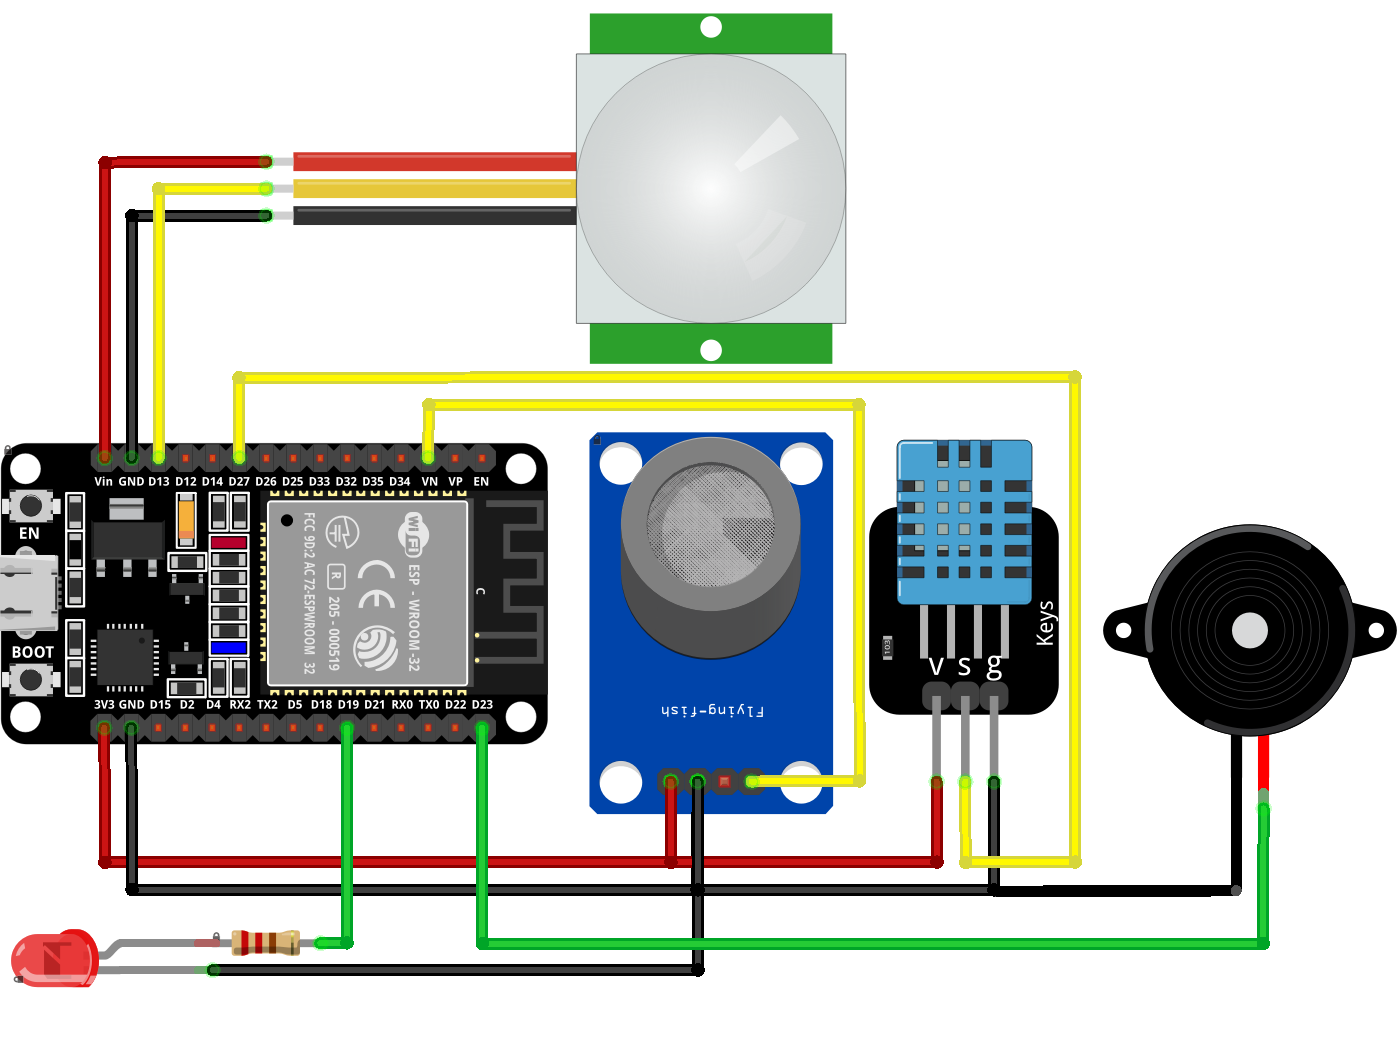 Vin GND D13 D12 D14 D27 D26 D25 D33 D32 D35 D34 VN VP EN
EN
BOOT
3V3 GND D15 D2 D4 RX2 TX2 D5 D18 D19 D21 RX0 TX0 D22 D23
Wi Fi
ESP - WROOM -32
CE
R
205 - 000519
FCC 9D:2 AC 72-ESPWROOM 32
C
Flying-fish
103
Keys
V S g